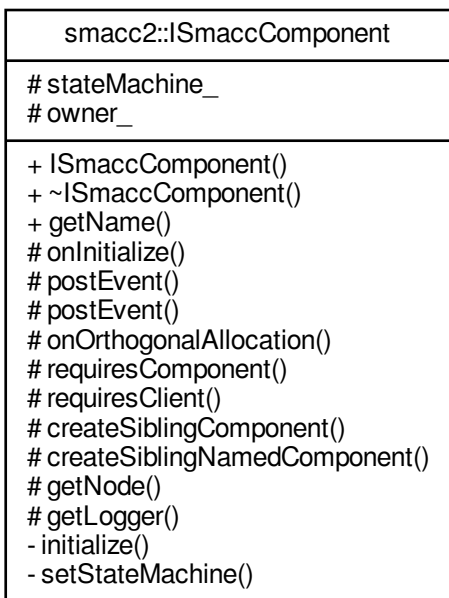 smacc2::ISmaccComponent
# stateMachine_
# owner_
+ ISmaccComponent()
+ ~ISmaccComponent()
+ getName()
# onInitialize()
# postEvent()
# postEvent()
# onOrthogonalAllocation()
# requiresComponent()
# requiresClient()
# createSiblingComponent()
# createSiblingNamedComponent()
# getNode()
# getLogger()
- initialize()
- setStateMachine()